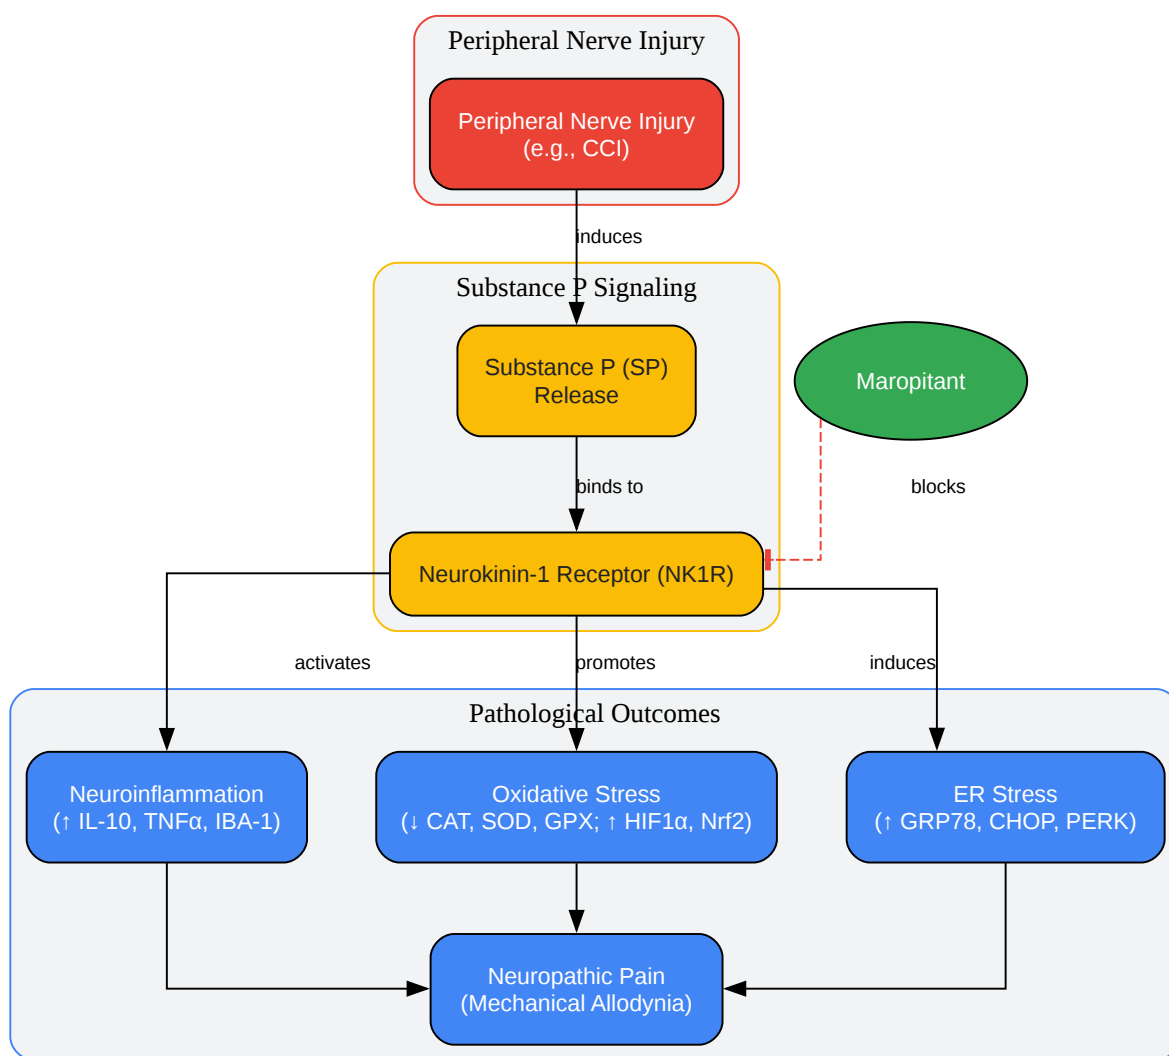 Peripheral Nerve Injury
Peripheral Nerve Injury
(e.g., CCI)
induces
Substance P Signaling
Substance P (SP)
Release
Maropitant
binds to
blocks
Neurokinin-1 Receptor (NK1R)
activates
promotes
induces
Pathological Outcomes
Neuroinflammation
(↑ IL-10, TNFα, IBA-1)
Oxidative Stress
(↓ CAT, SOD, GPX; ↑ HIF1α, Nrf2)
ER Stress
(↑ GRP78, CHOP, PERK)
Neuropathic Pain
(Mechanical Allodynia)